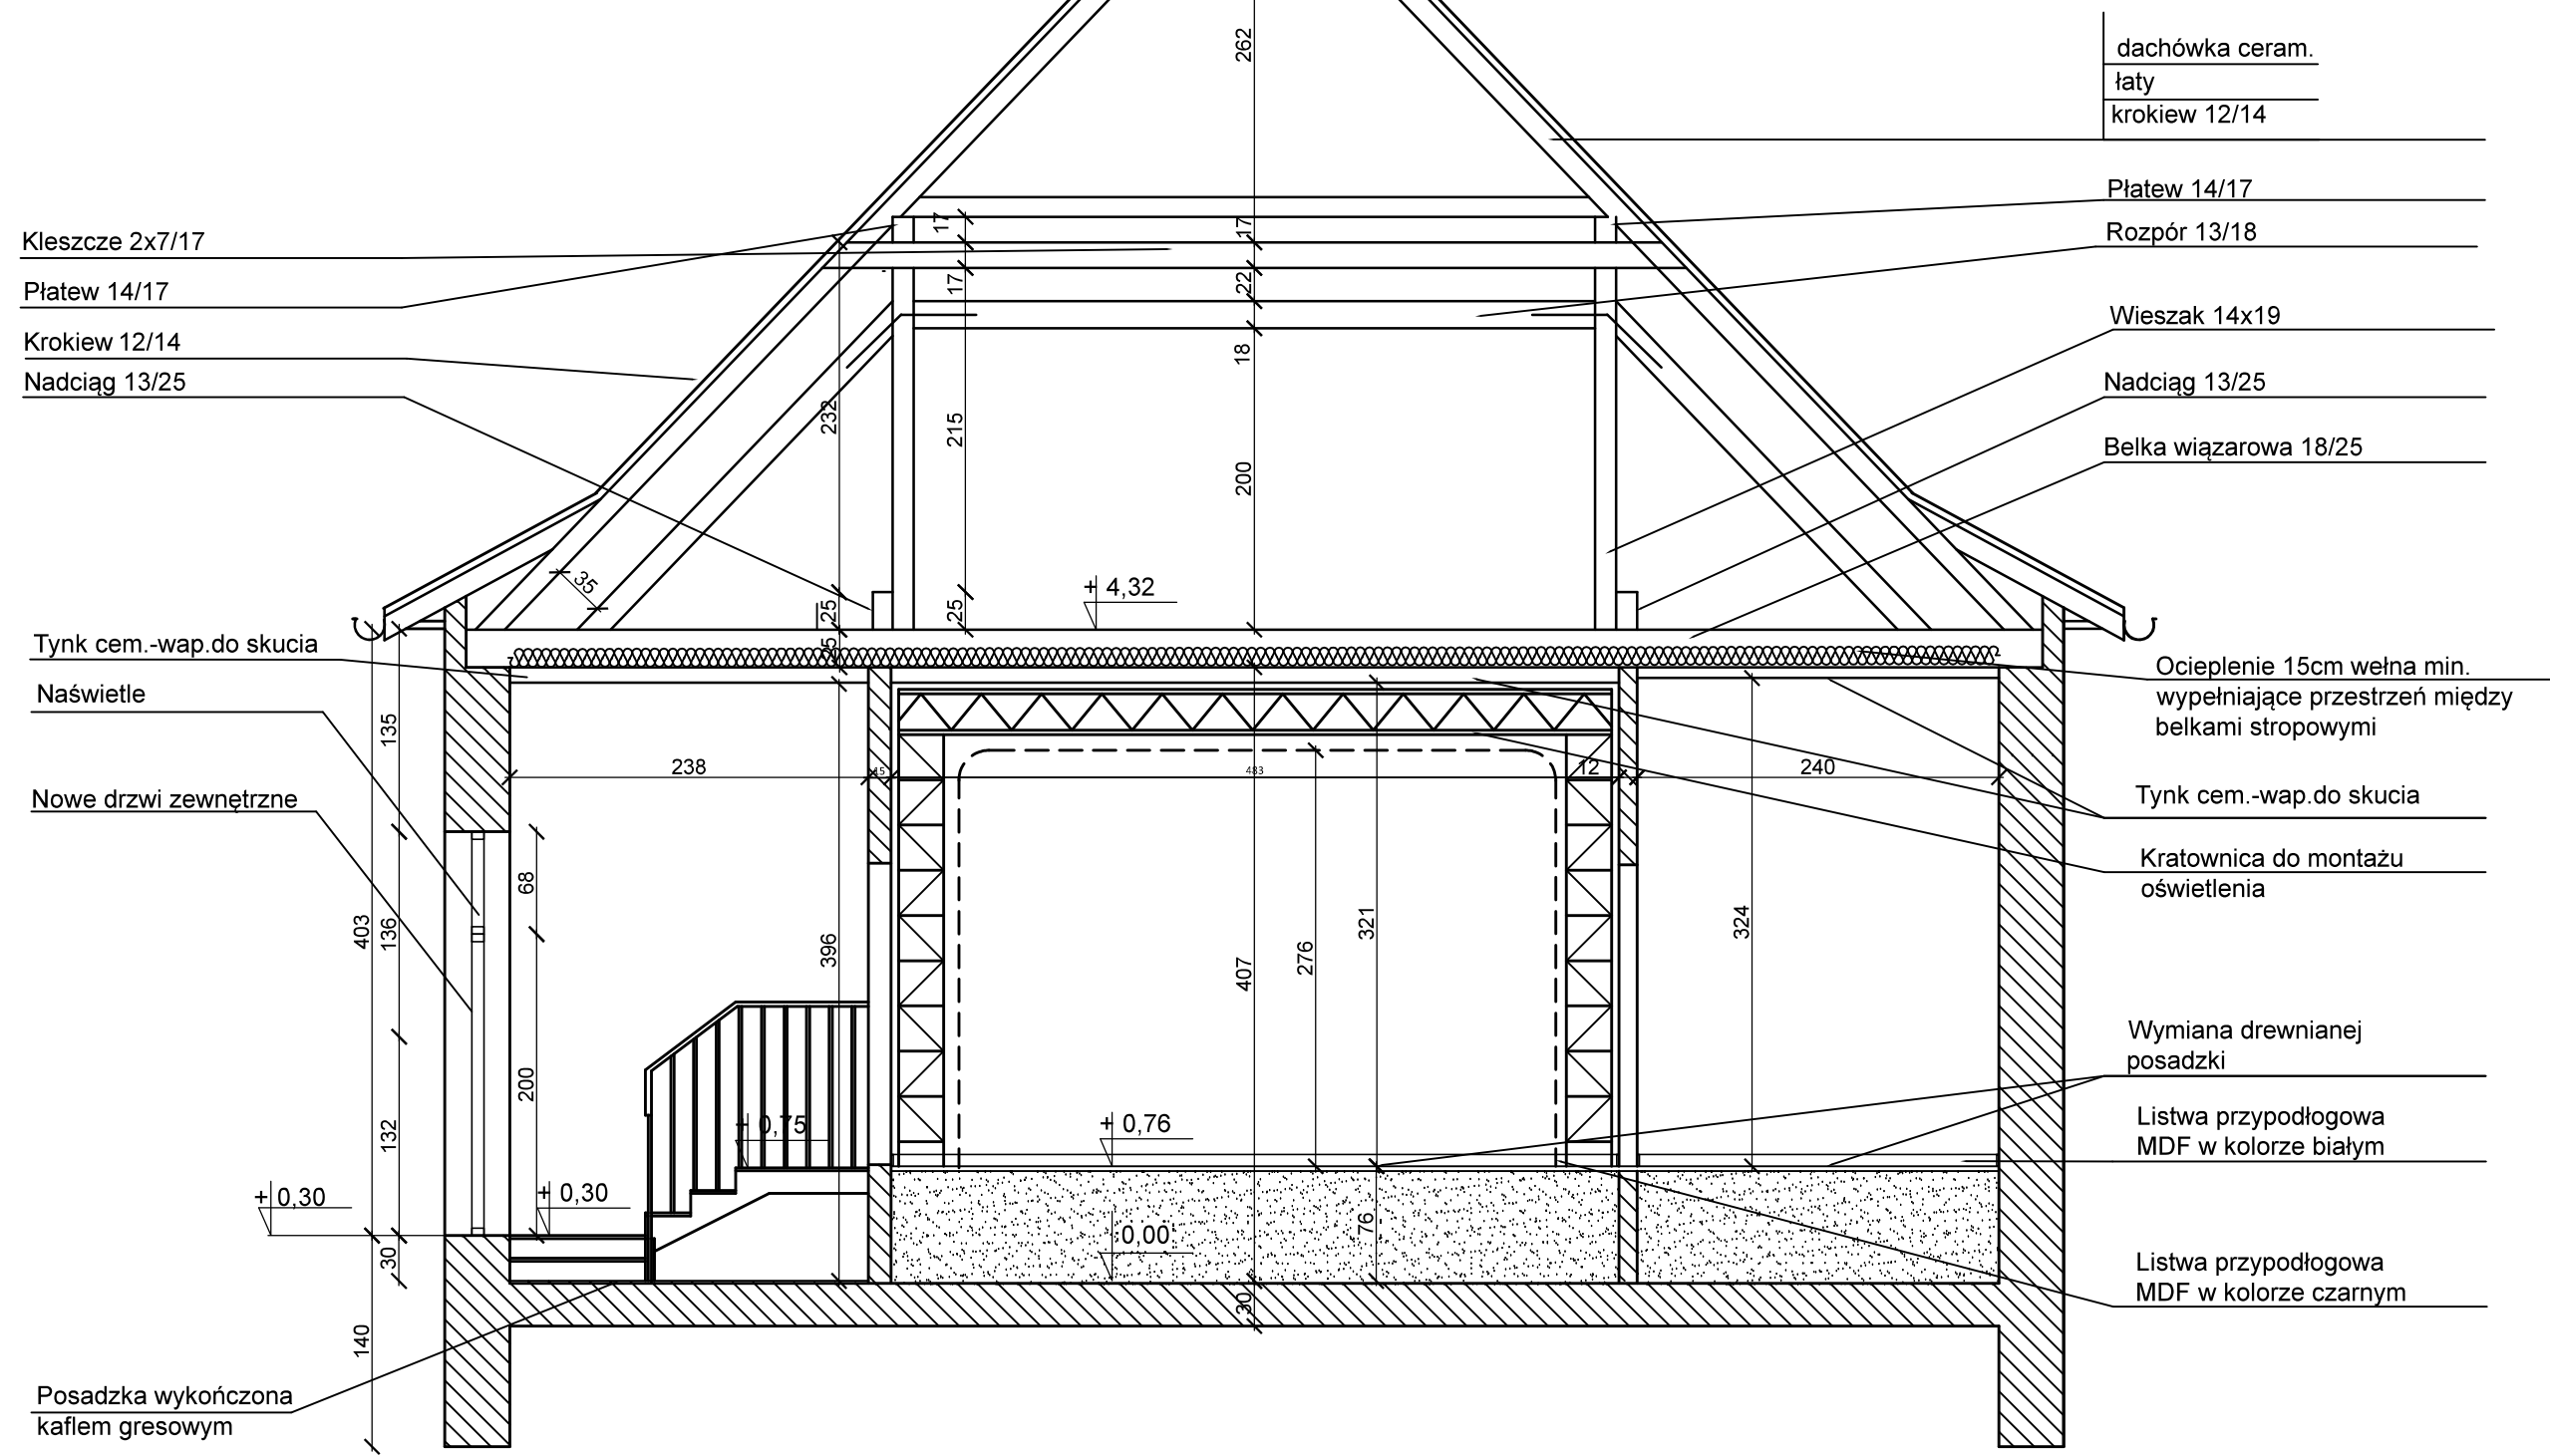 262
dachówka ceram.
łaty
krokiew 12/14
Płatew 14/17
Rozpór 13/18
Wieszak 14x19
Nadciąg 13/25
Belka wiązarowa 18/25
Kleszcze 2x7/17
Płatew 14/17
Krokiew 12/14
Nadciąg 13/25
17
17
17
22
18
232
215
200
35
25
25
25
+ 4,32
Tynk cem.-wap.do skucia
Naświetle
Nowe drzwi zewnętrzne
Ocieplenie 15cm wełna min.
wypełniające przestrzeń między
belkami stropowymi
Tynk cem.-wap.do skucia
Kratownica do montażu
oświetlenia
Wymiana drewnianej
posadzki
Listwa przypodłogowa
MDF w kolorze białym
Listwa przypodłogowa
MDF w kolorze czarnym
135
238
15
483
12
240
68
403
136
396
407
276
321
324
200
132
+ 0,75
+ 0,76
+ 0,30
+ 0,30
0,00
76
30
30
140
Posadzka wykończona
kaflem gresowym